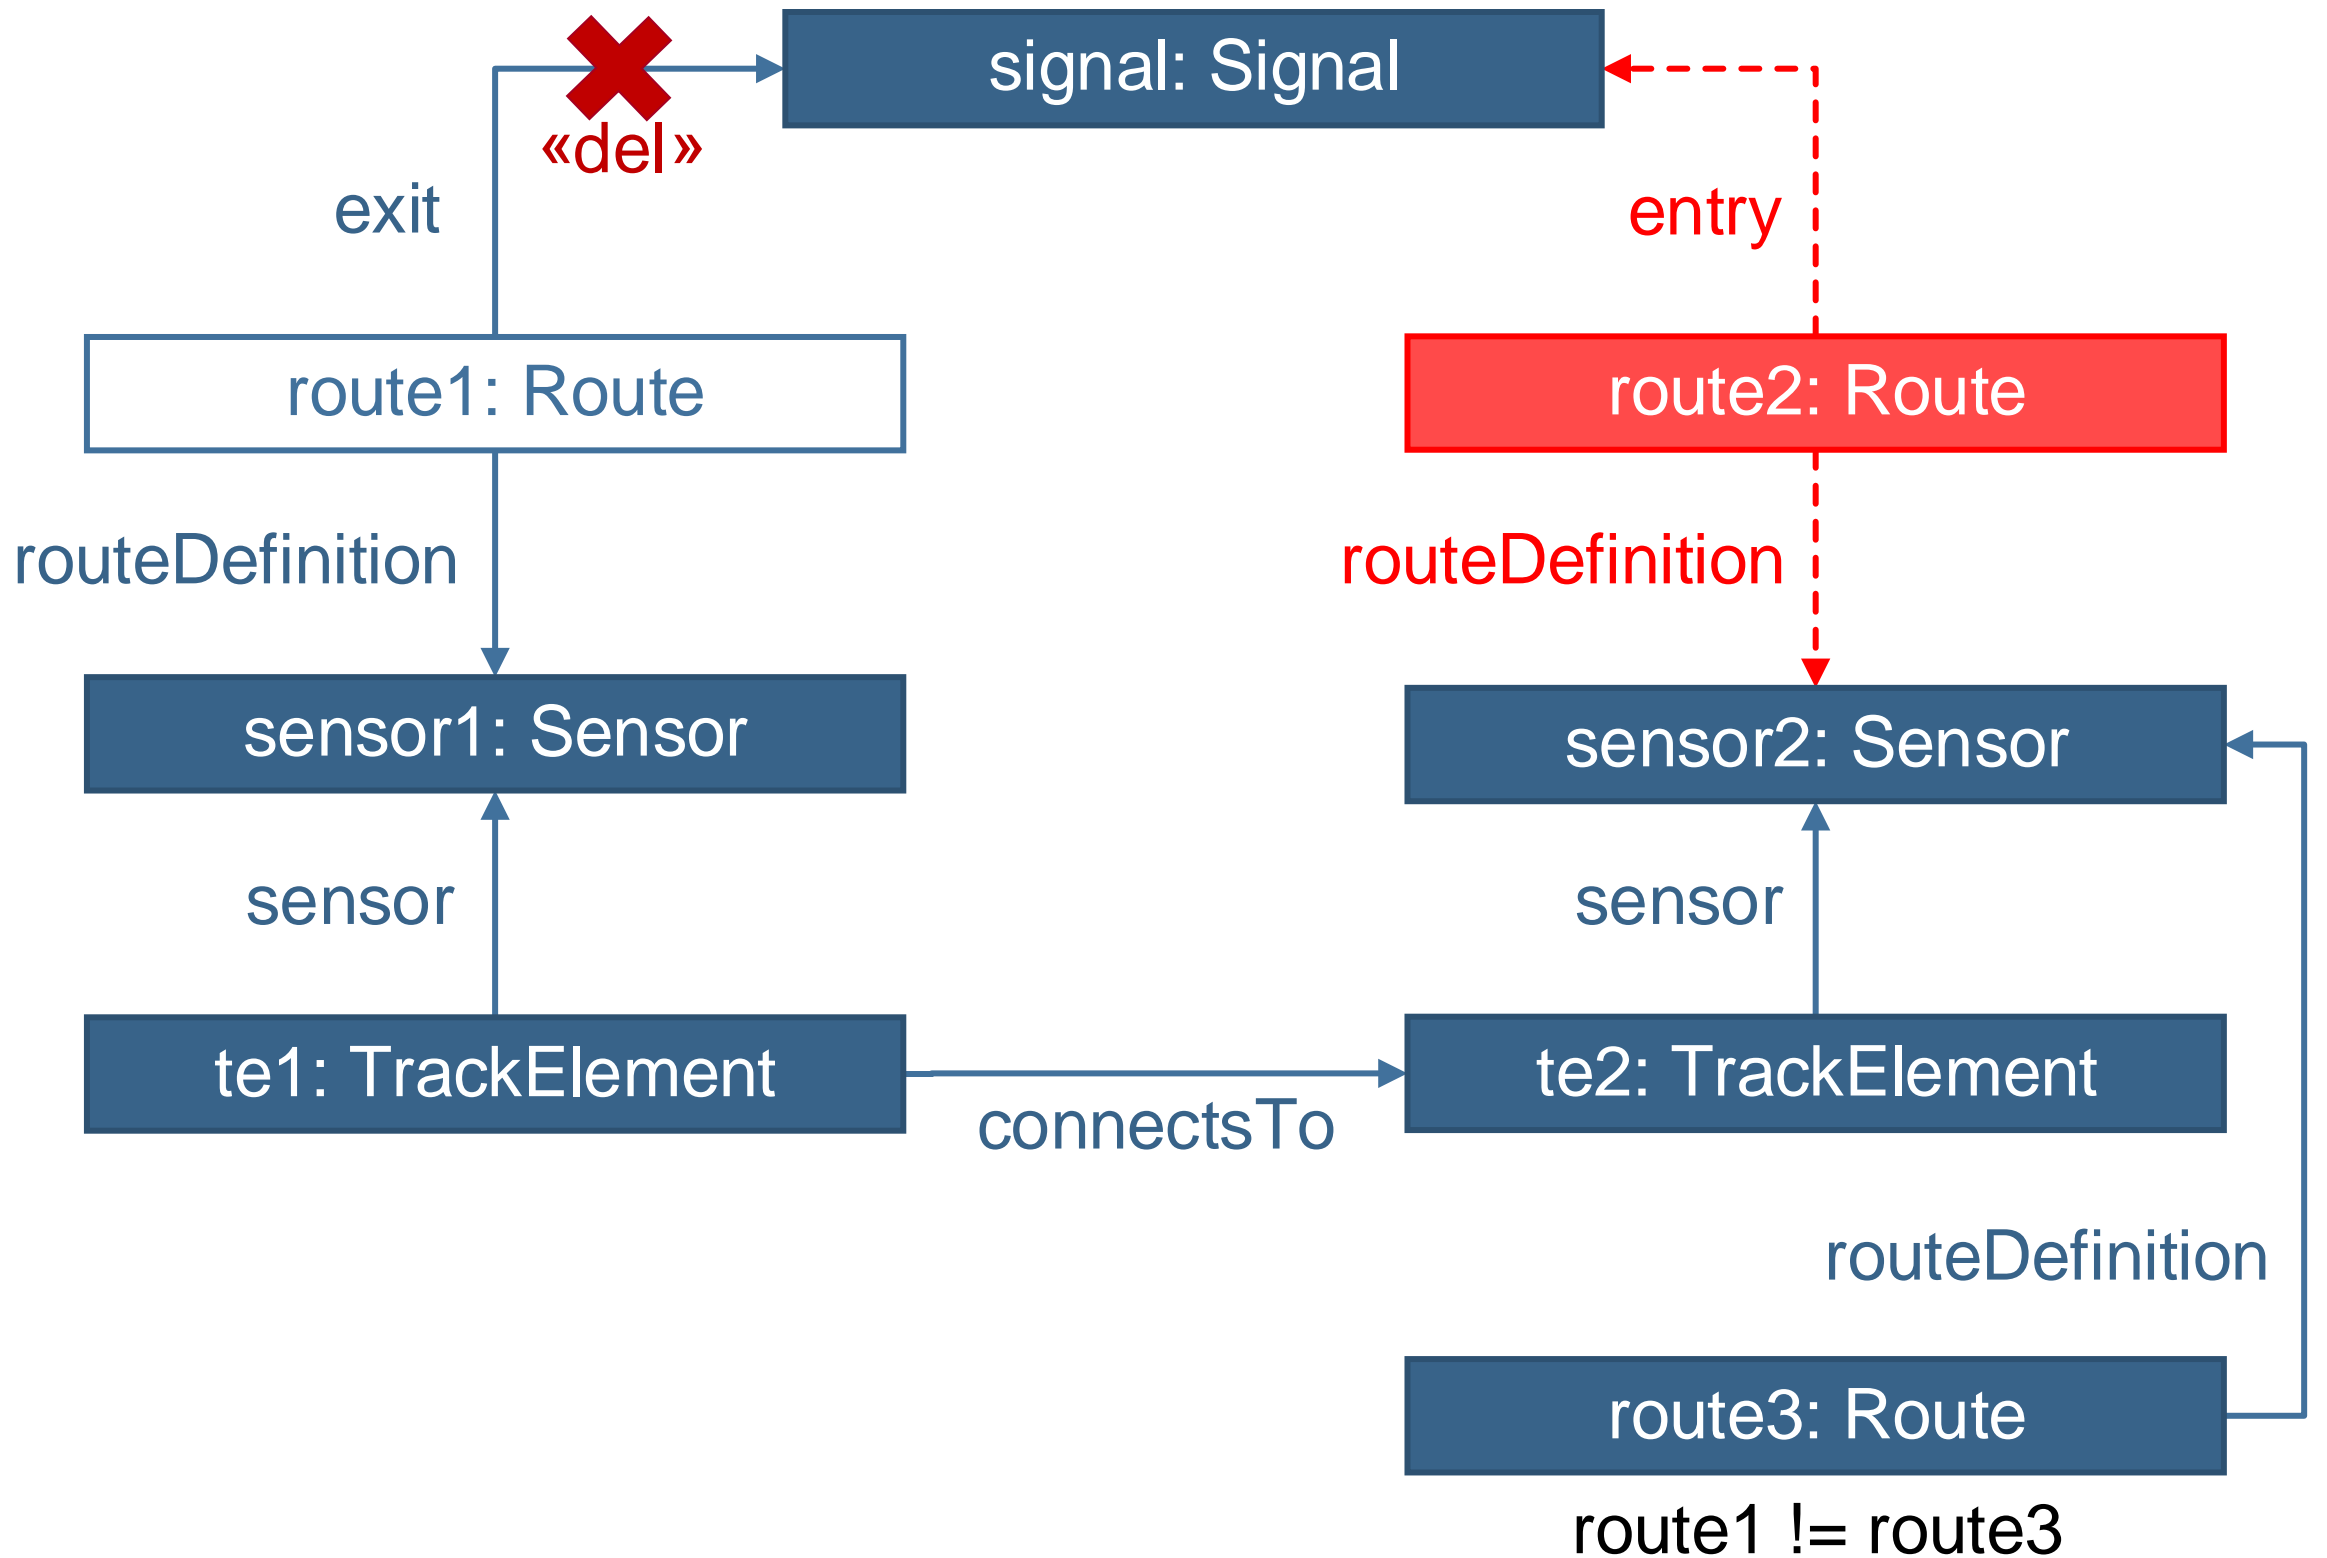 signal: Signal
«del»
exit
entry
route1: Route
route2: Route
routeDefinition
routeDefinition
sensor1: Sensor
sensor2: Sensor
sensor
sensor
te1: TrackElement
te2: TrackElement
connectsTo
routeDefinition
route3: Route
route1 != route3